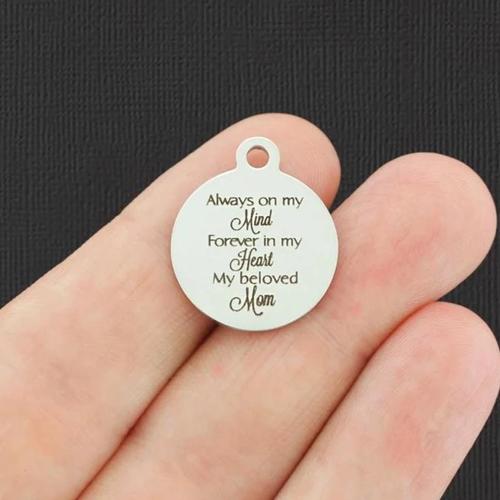 Always on my
Mind
Forever in my
Heart
My beloved
Mom